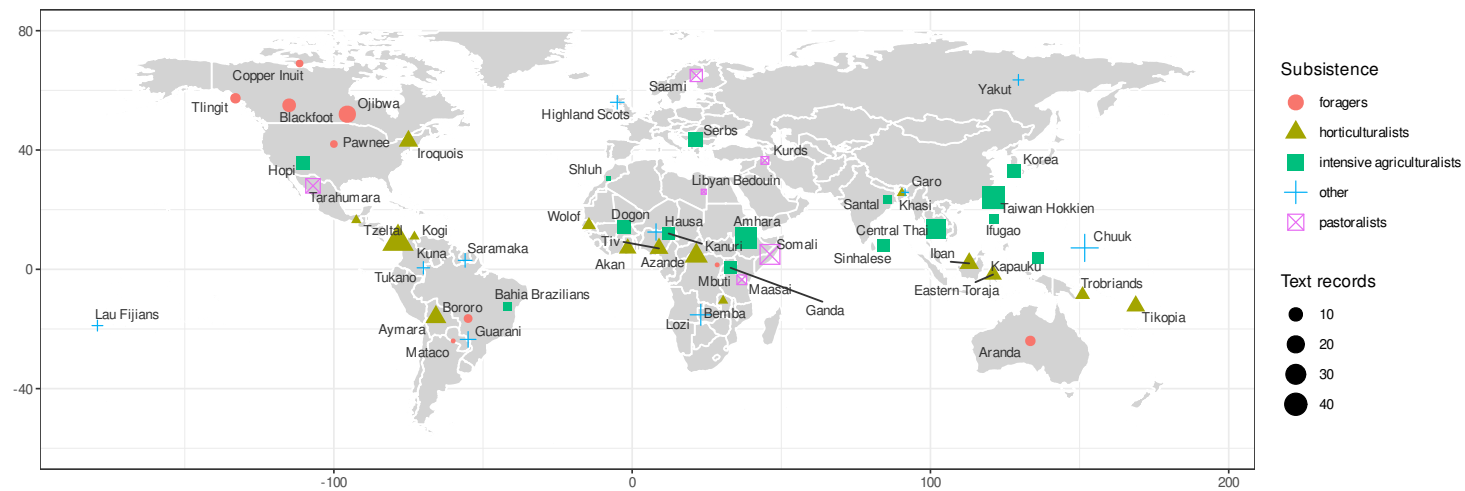 80
40
0
-40
-100
0
100
200
Copper Inuit
Tlingit
Blackfoot
Ojibwa
Pawnee
Iroquois
Hopi
Tarahumara
Tzeltal
Kogi
Kuna
Saramaka
Tukano
Bahia Brazilians
Bororo
Aymara
Guarani
Mataco
Lau Fijians
Saami
Highland Scots
Serbs
Kurds
Shluh
Libyan Bedouin
Wolof
Dogon
Hausa
Amhara
Tiv
Kanuri
Somali
Akan
Azande
Mbuti
Maasai
Ganda
Lozi
Bemba
Yakut
Korea
Garo
Santal
Khasi
Taiwan Hokkien
Central Thai
Ifugao
Sinhalese
Iban
Kapauku
Chuuk
Eastern Toraja
Trobriands
Tikopia
Aranda
Subsistence
foragers
horticulturalists
intensive agriculturalists
other
pastoralists
Text records
10
20
30
40